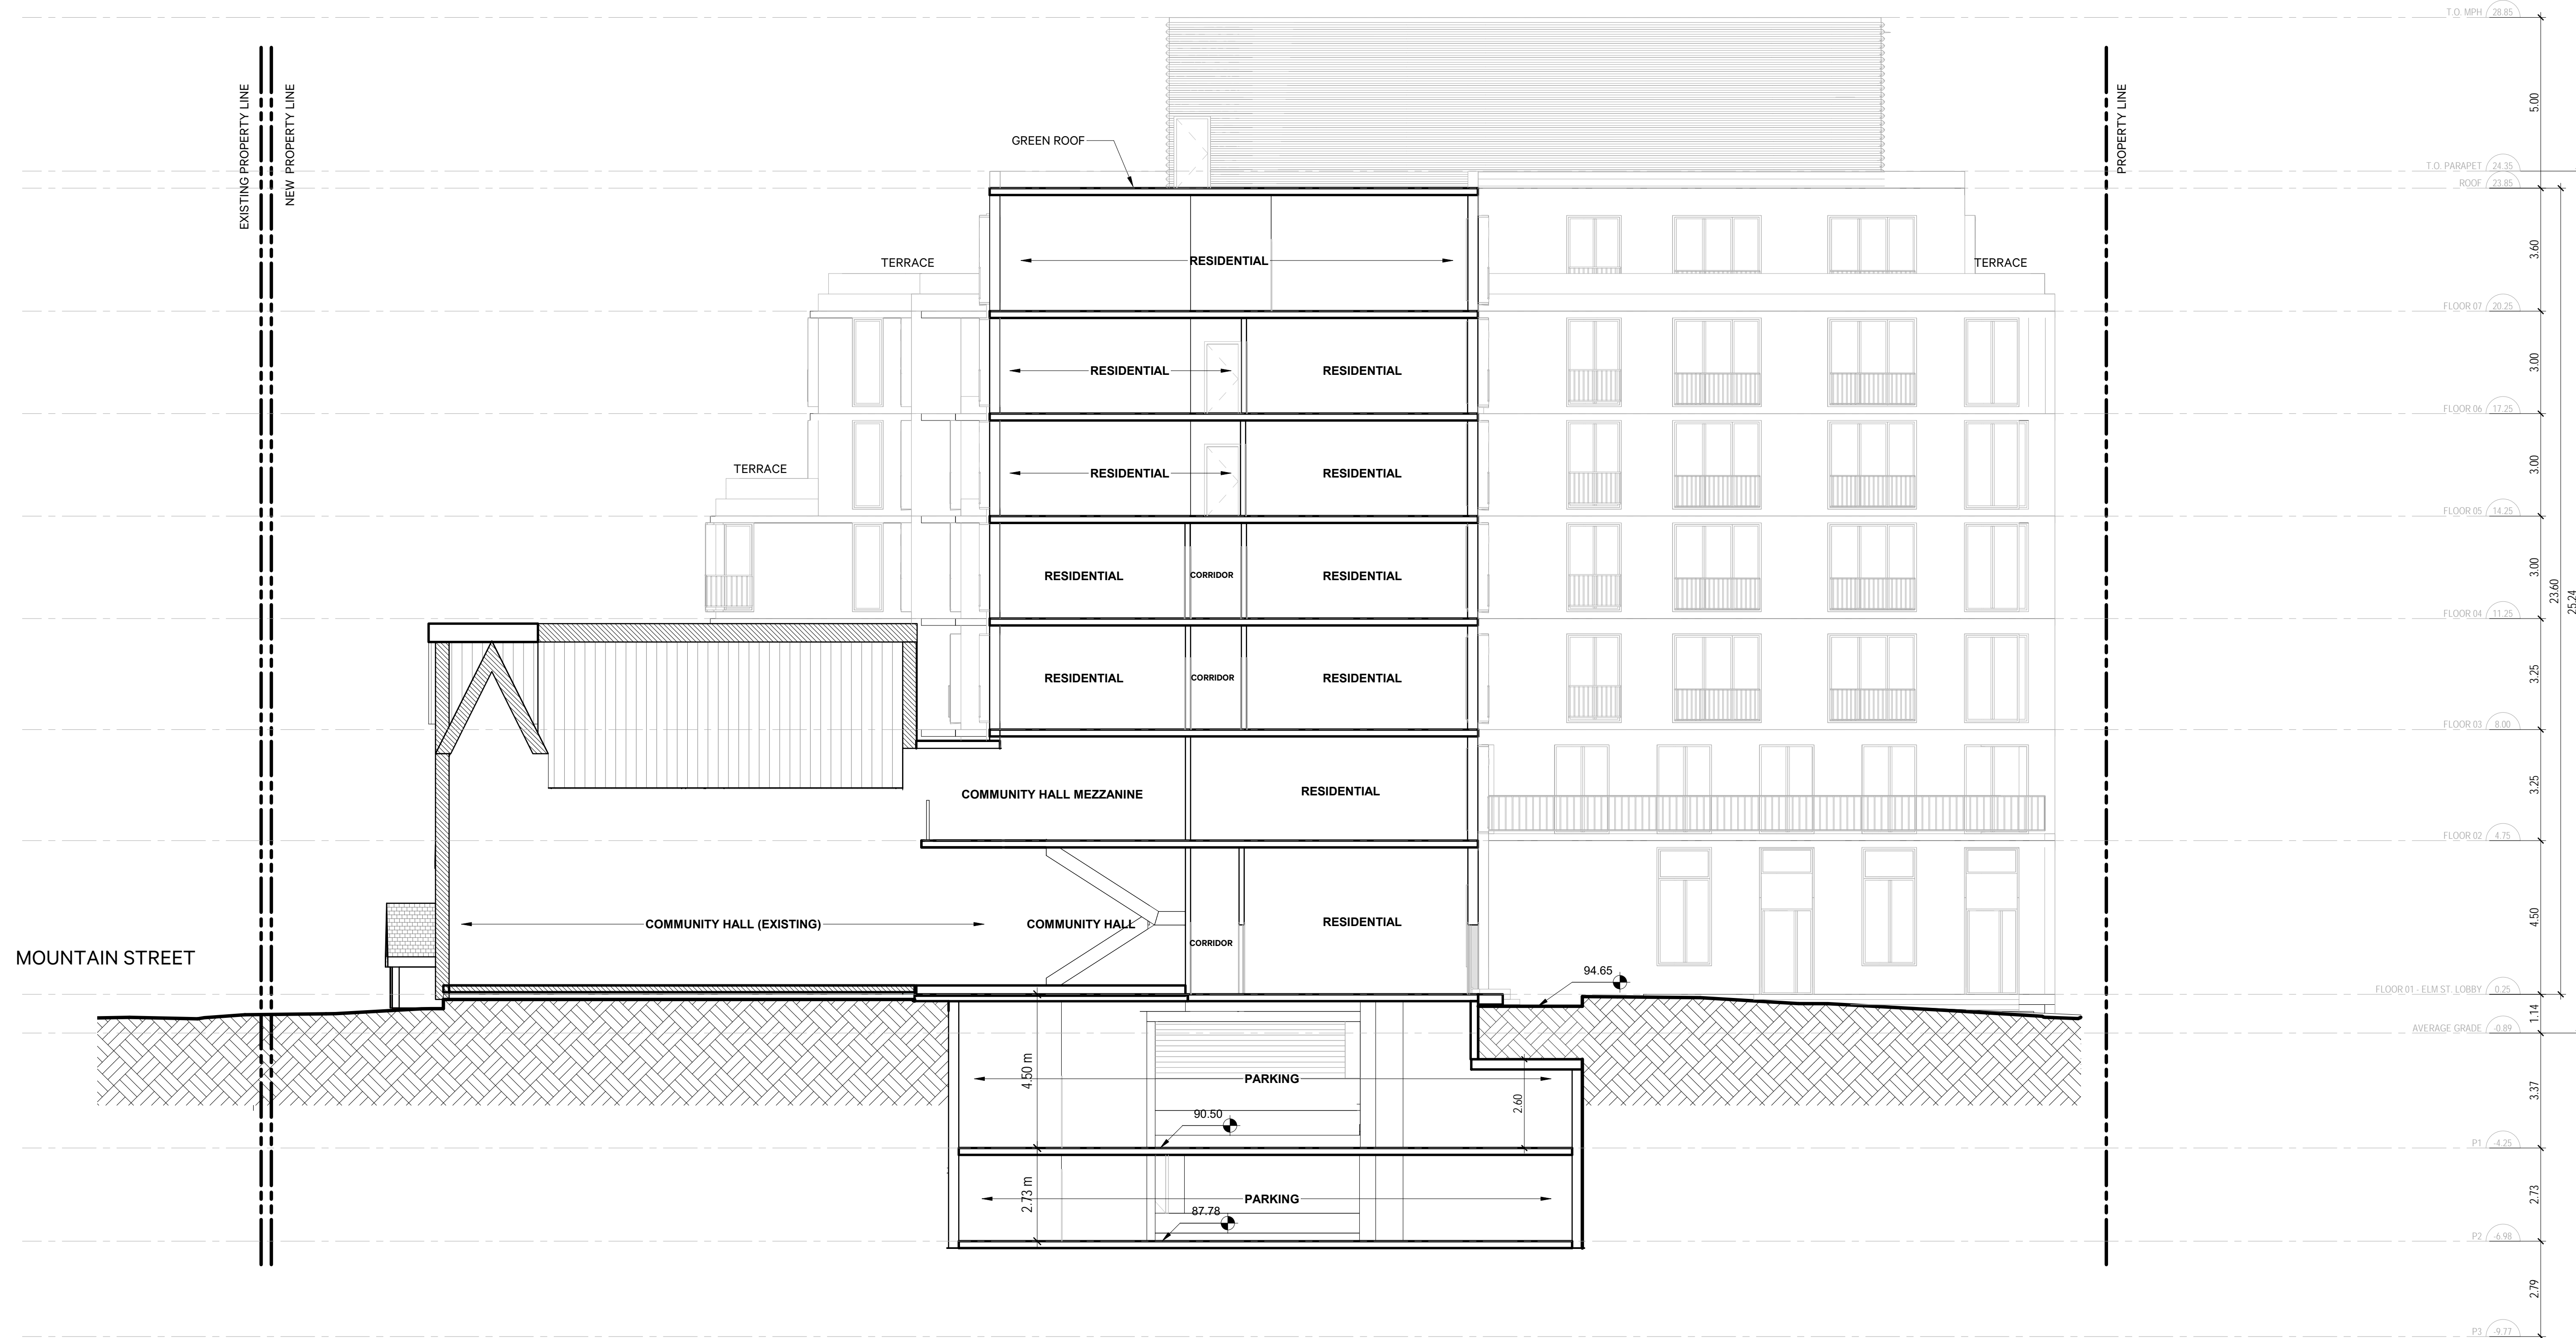 T.O. MPH 28.85
EXISTING PROPERTY LINE
NEW PROPERTY LINE
PROPERTY LINE
5.00
GREEN ROOF
T.O. PARAPET 24.35
ROOF 23.85
TERRACE
RESIDENTIAL
TERRACE
3.60
FLOOR 07 20.25
RESIDENTIAL
RESIDENTIAL
3.00
FLOOR 06 17.25
TERRACE
RESIDENTIAL
RESIDENTIAL
3.00
FLOOR 05 14.25
RESIDENTIAL
CORRIDOR
RESIDENTIAL
3.00
23.60
25.24
FLOOR 04 11.25
RESIDENTIAL
CORRIDOR
RESIDENTIAL
3.25
FLOOR 03 8.00
COMMUNITY HALL MEZZANINE
RESIDENTIAL
3.25
FLOOR 02 4.75
COMMUNITY HALL (EXISTING)
COMMUNITY HALL
CORRIDOR
RESIDENTIAL
4.50
MOUNTAIN STREET
94.65
FLOOR 01 - ELM ST. LOBBY 0.25
1.14
AVERAGE GRADE -0.89
4.50 m
PARKING
2.60
3.37
90.50
P1 -4.25
2.73 m
PARKING
2.73
87.78
P2 -6.98
2.79
P3 -9.77